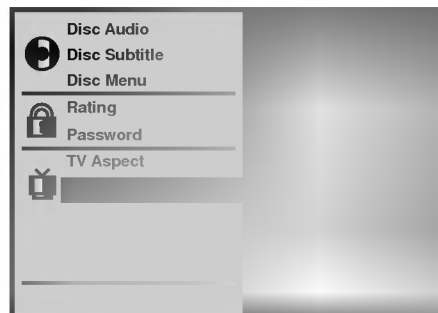 Disc Audio
Disc Subtitle
Disc Menu
Rating
Password
TV Aspect